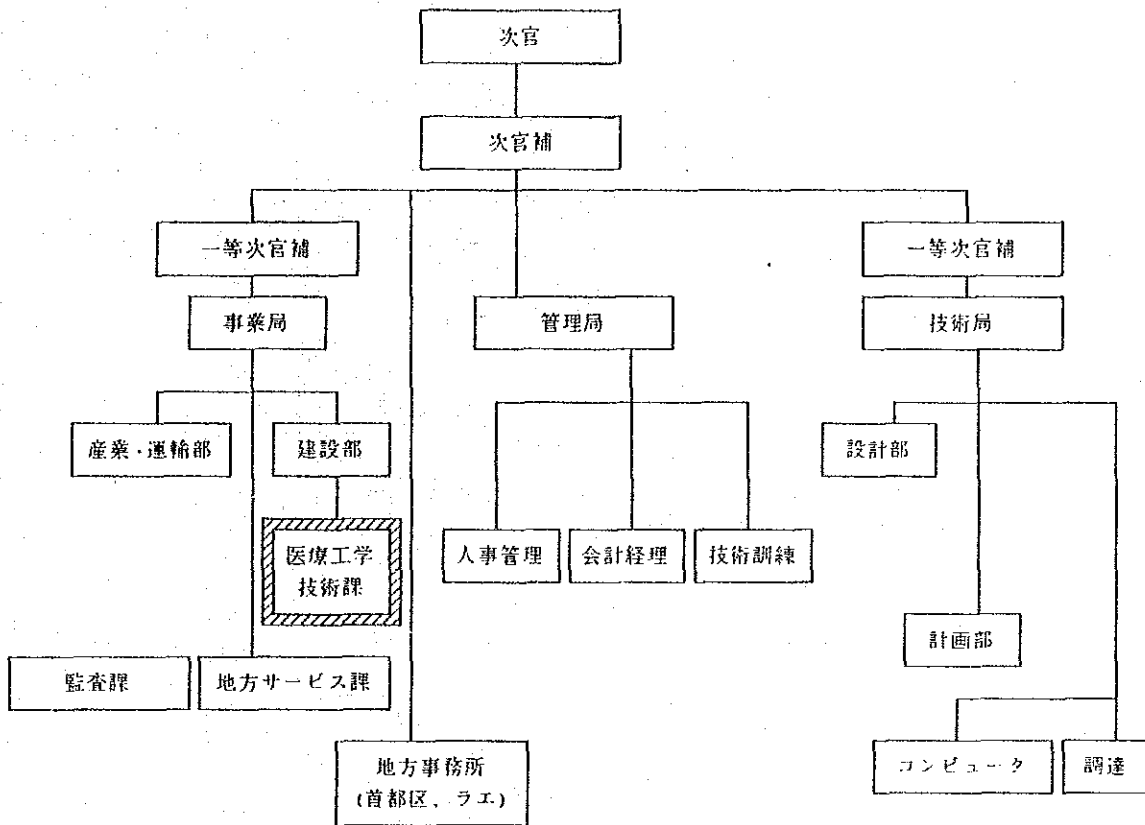 次官
次官補
一等次官補
一等次官補
事業局
管理局
技術局
産業・運輸部
建設部
設計部
医療工学
技術課
人事管理
会計経理
技術訓練
計画部
監査課
地方サービス課
地方事務所
(首都区、ラエ)
コンピュータ
調達